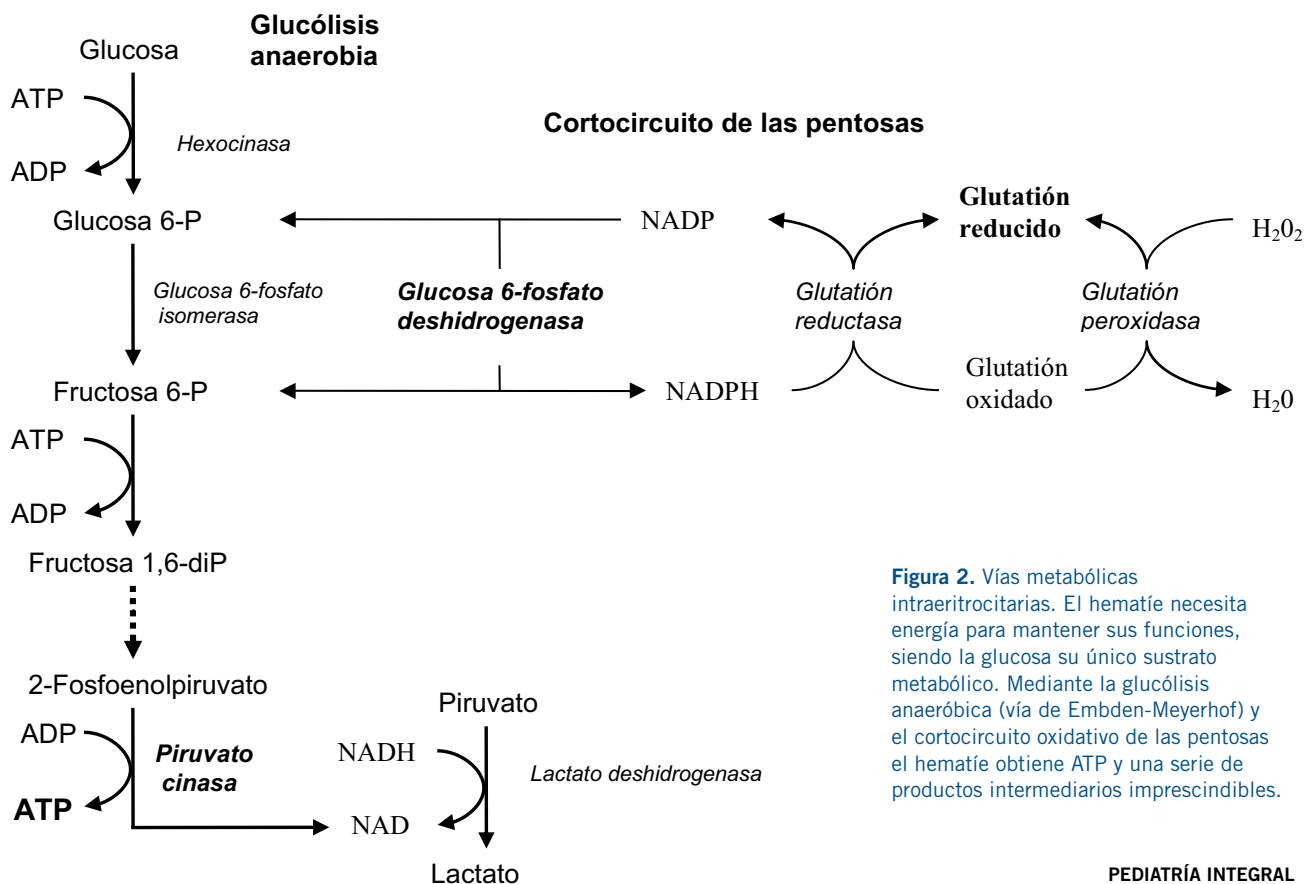 Glucólisis
anaerobia
Glucosa
ATP
ADP
Hexocinasa
Cortocircuito de las pentosas
Glucosa 6-P
NADP
Glutatión
reducido
H₂0₂
Glucosa 6-fosfato
isomerasa
Glucosa 6-fosfato
deshidrogenasa
Glutatión
reductasa
Glutatión
peroxidasa
Fructosa 6-P
NADPH
Glutatión
oxidado
H₂0
ATP
ADP
Fructosa 1,6-diP
2-Fosfoenolpiruvato
ADP
ATP
Piruvato
cinasa
Piruvato
NADH
NAD
Lactato deshidrogenasa
Lactato
Figura 2. Vías metabólicas
intraeritrocitarias. El hematíe necesita
energía para mantener sus funciones,
siendo la glucosa su único sustrato
metabólico. Mediante la glucólisis
anaeróbica (vía de Embden-Meyerhof) y
el cortocircuito oxidativo de las pentosas
el hematíe obtiene ATP y una serie de
productos intermediarios imprescindibles.
PEDIATRÍA INTEGRAL